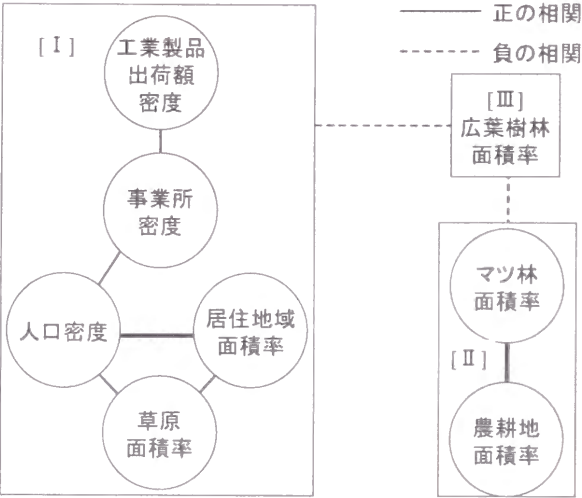 正の相関
負の相関
[Ⅰ]
工業製品
出荷額
密度
事業所
密度
人口密度
居住地域
面積率
草原
面積率
[Ⅲ]
広葉樹林
面積率
マツ林
面積率
[Ⅱ]
農耕地
面積率